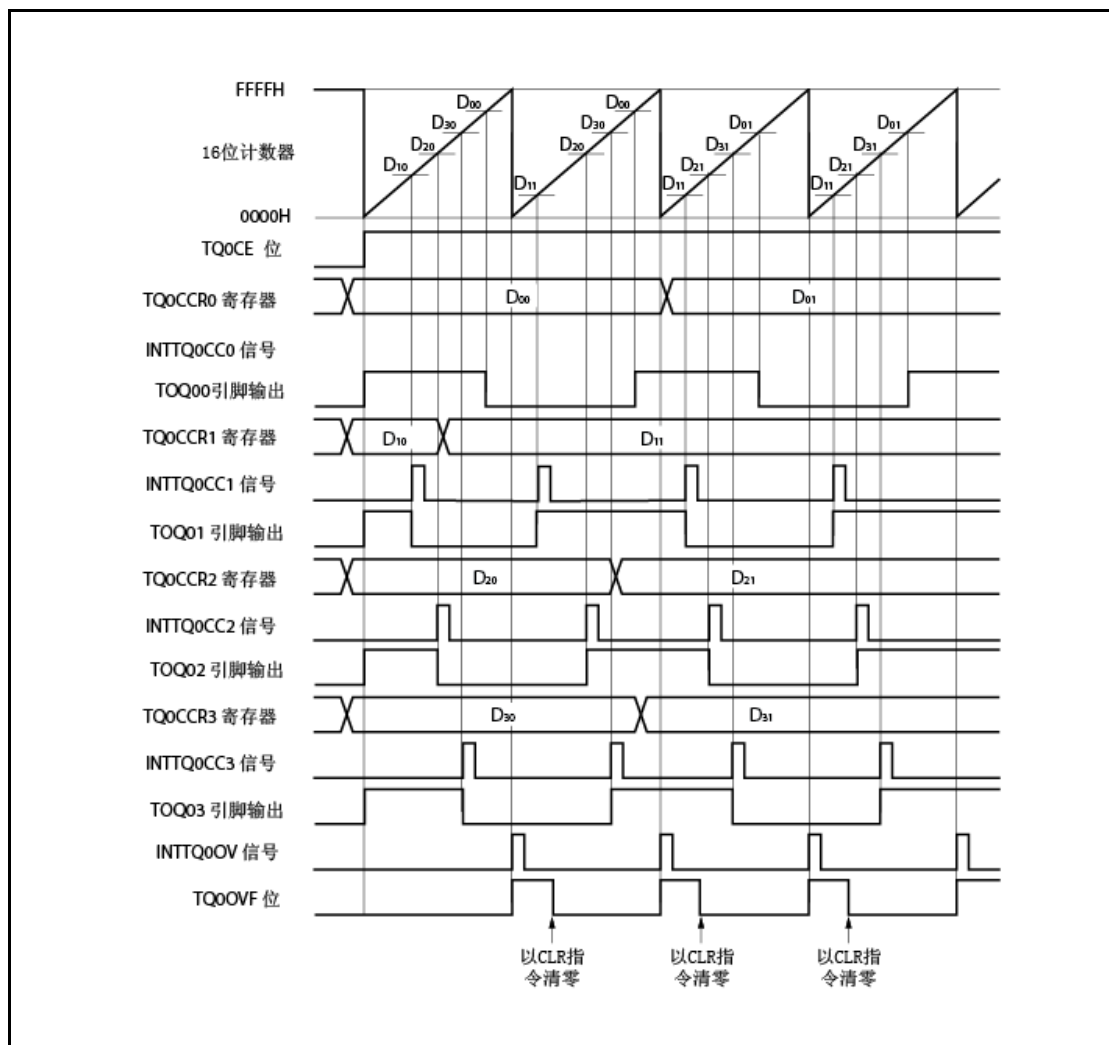 FFFFH
16位计数器
0000H
D10
D20
D30
D00
D11
D20
D30
D00
D11
D21
D31
D01
D11
D21
D31
D01
TQ0CE 位
TQ0CCR0 寄存器
D00
D01
INTTQ0CC0 信号
TOQ00引脚输出
TQ0CCR1 寄存器
D10
D11
INTTQ0CC1 信号
TOQ01 引脚输出
TQ0CCR2 寄存器
D20
D21
INTTQ0CC2 信号
TOQ02 引脚输出
TQ0CCR3 寄存器
D30
D31
INTTQ0CC3 信号
TOQ03 引脚输出
INTTQ0OV 信号
TQ0OVF 位
以CLR指
令清零
以CLR指
令清零
以CLR指
令清零